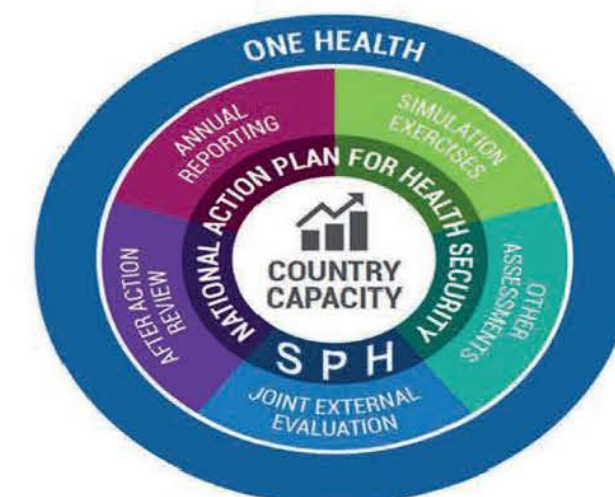 ONE HEALTH
ANNUAL
REPORTING
SIMULATION
EXERCISES
NATIONAL ACTION PLAN FOR HEALTH SECURITY
COUNTRY
CAPACITY
AFTER ACTION
REVIEW
OTHER
ASSESSMENTS
SPH
JOINT EXTERNAL
EVALUATION